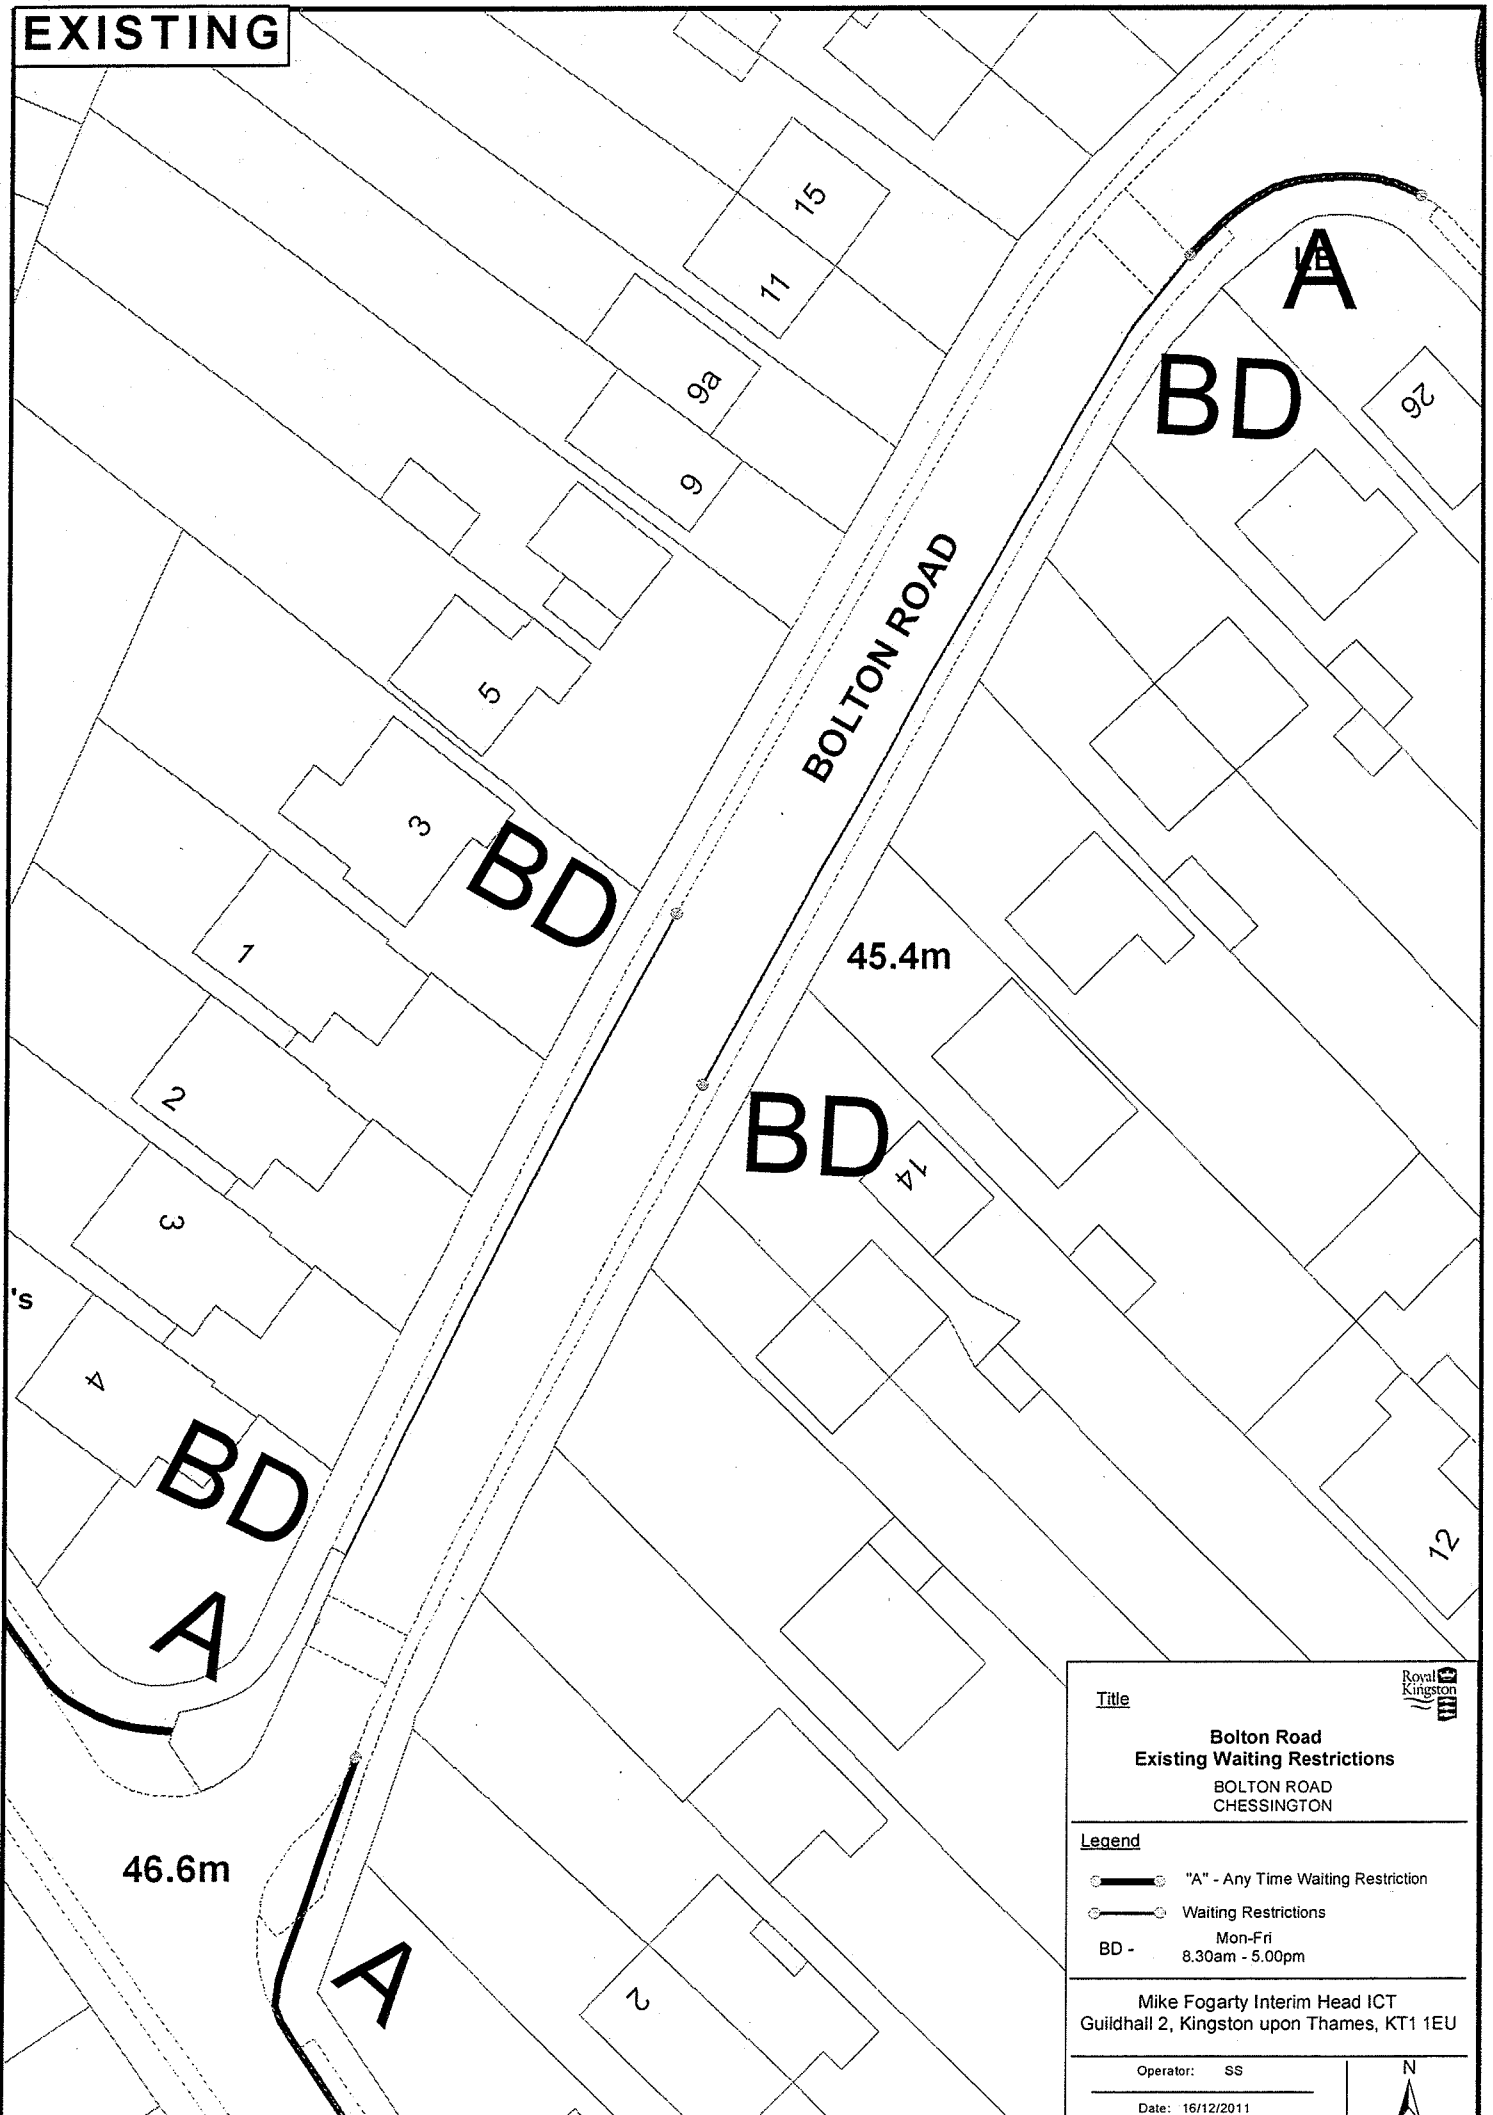 EXISTING
15
11
A
9a
BD
26
9
BOLTON ROAD
5
3
BD
1
45.4m
2
BD
14
3
's
4
BD
12
A
46.6m
A
2
Title
Royal
Kingston
Bolton Road
Existing Waiting Restrictions
BOLTON ROAD
CHESSINGTON
Legend
"A" - Any Time Waiting Restriction
Waiting Restrictions
BD - Mon-Fri
8.30am - 5.00pm
Mike Fogarty Interim Head ICT
Guildhall 2, Kingston upon Thames, KT1 1EU
Operator: SS
N
Date: 16/12/2011